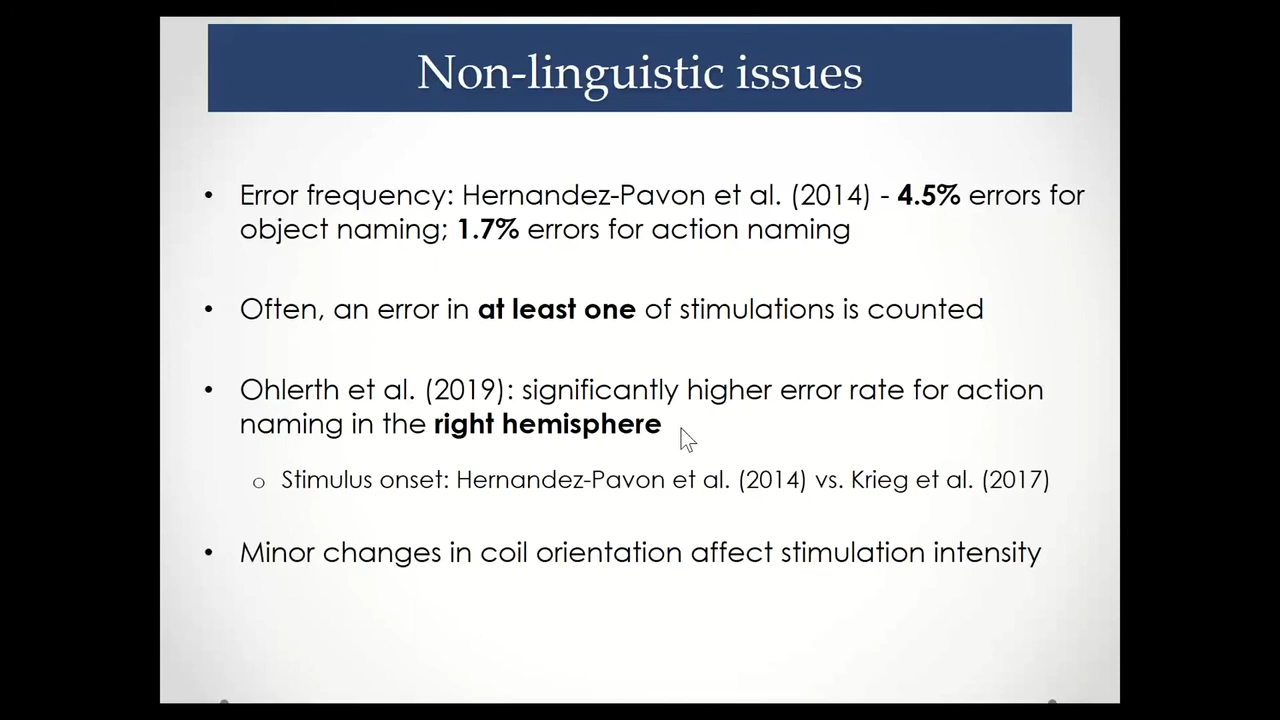 Non-linguistic issues
• Error frequency: Hernandez-Pavon et al. (2014) - 4.5% errors for
object naming; 1.7% errors for action naming
• Often, an error in at least one of stimulations is counted
• Ohlerth et al. (2019): significantly higher error rate for action
naming in the right hemisphere
o Stimulus onset: Hernandez-Pavon et al. (2014) vs. Krieg et al. (2017)
• Minor changes in coil orientation affect stimulation intensity